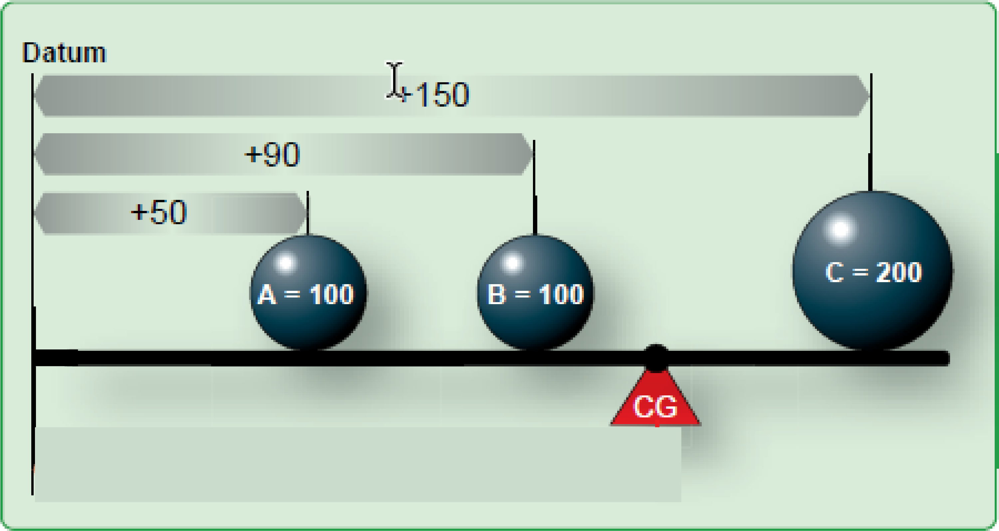 Datum
+150
+90
+50
A = 100
B = 100
C = 200
CG